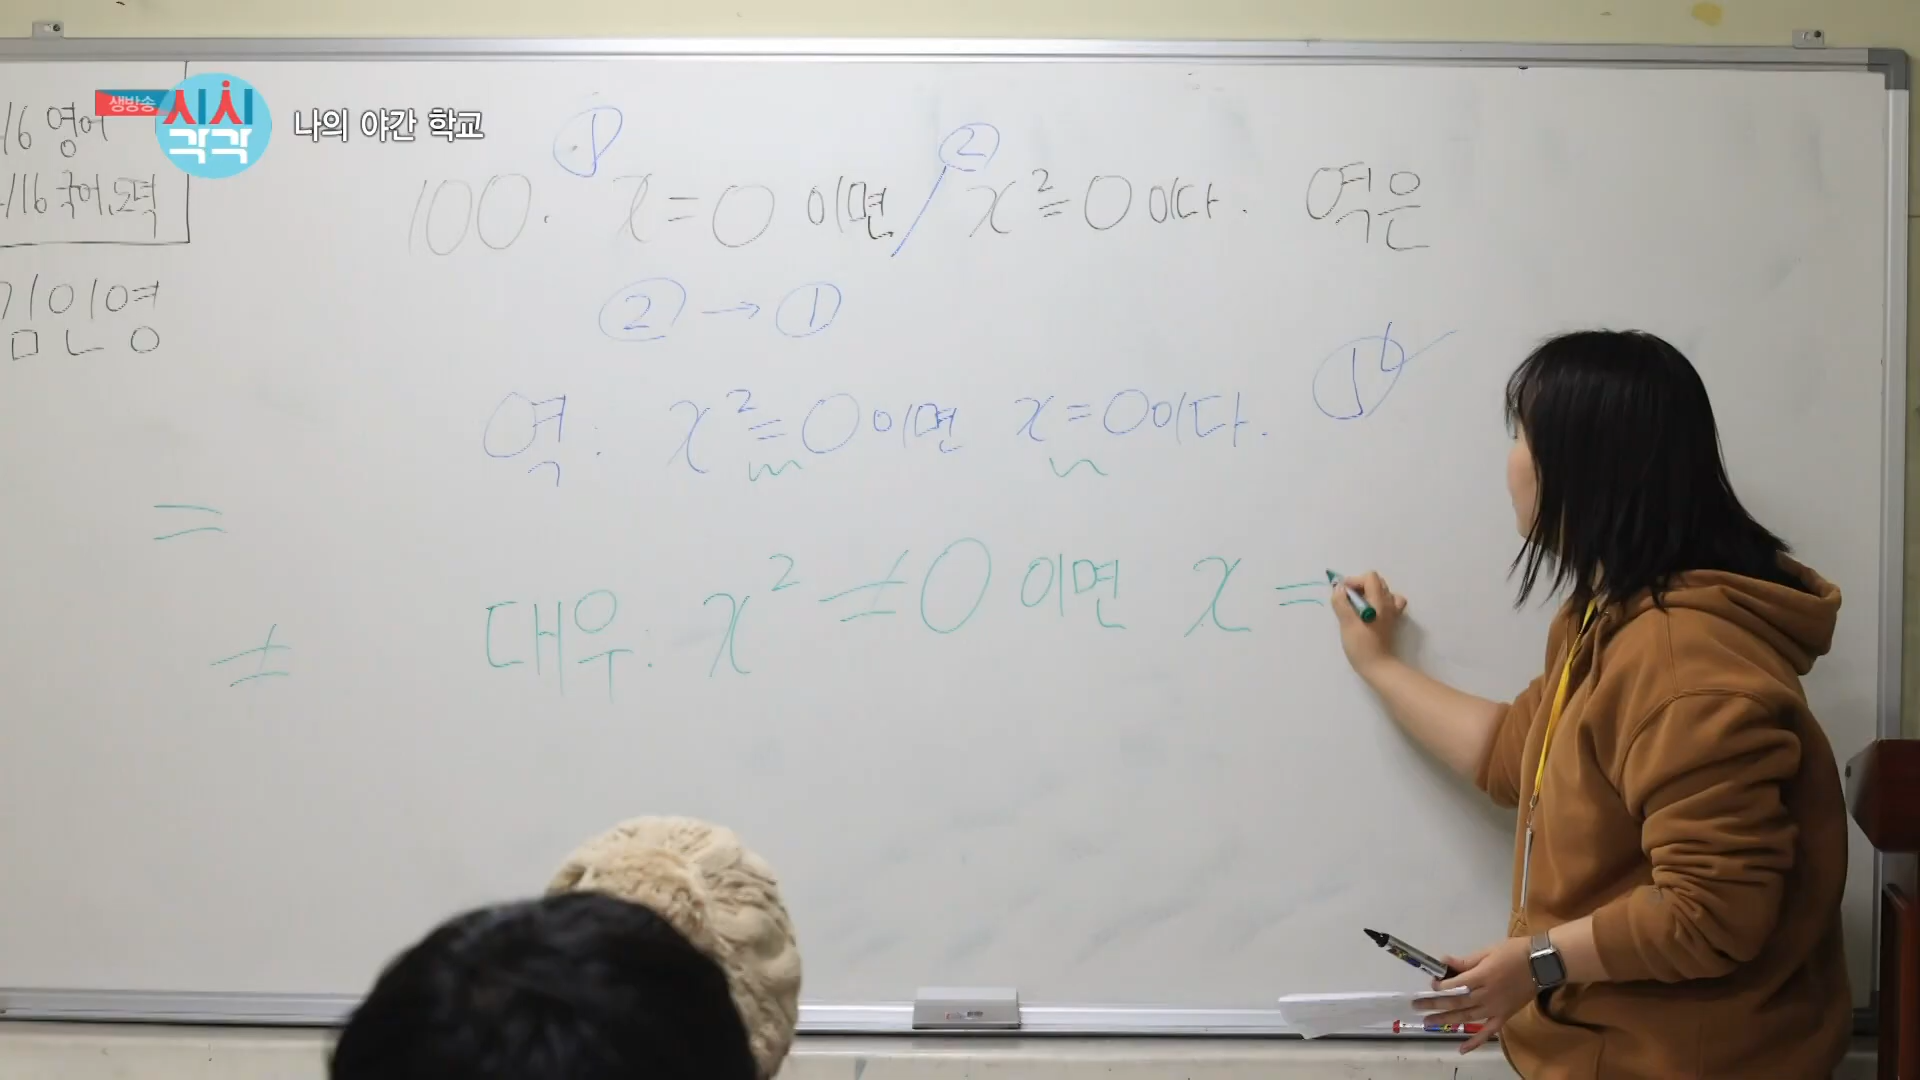 생방송 시시각각 나의 야간 학교
/16 영어
/16 국어, 도덕
김민영
100. ① x=0 이면 / ② x²=0 이다. 역은
② → ①
역: x²=0 이면 x=0이다. ①
=
≠
대우: x²≠0 이면 x =